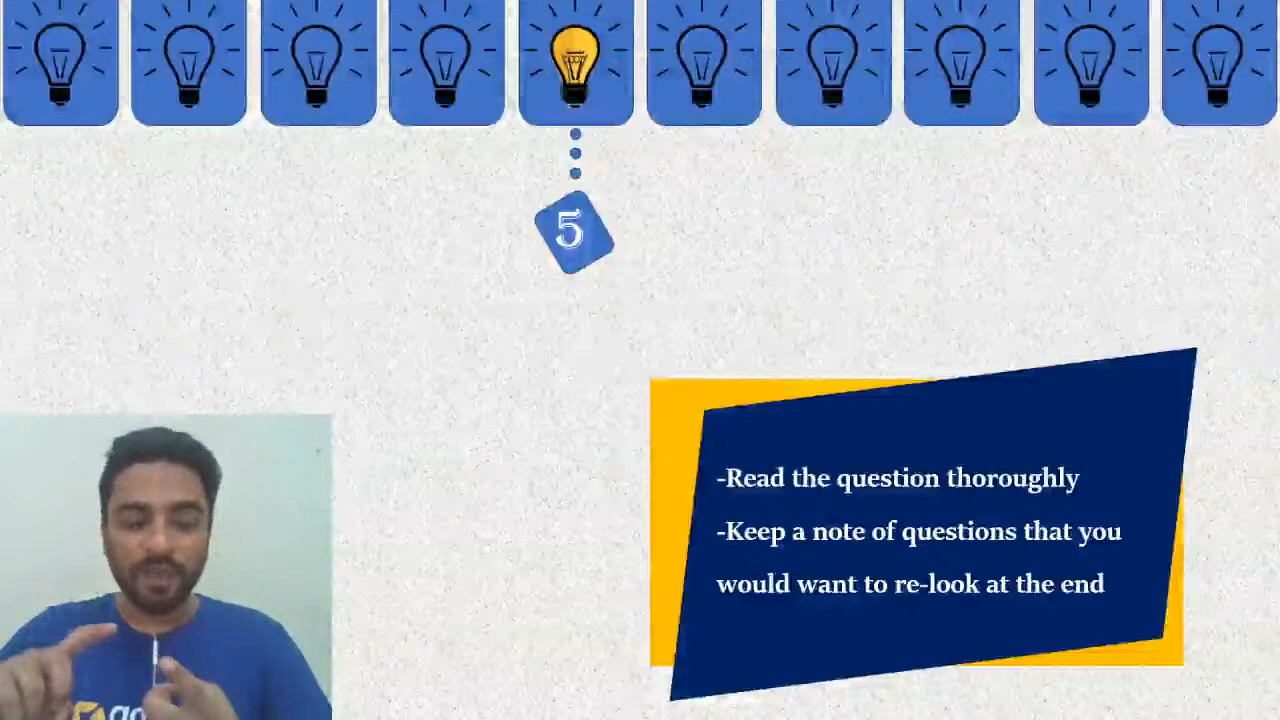 5
-Read the question thoroughly
-Keep a note of questions that you
would want to re-look at the end